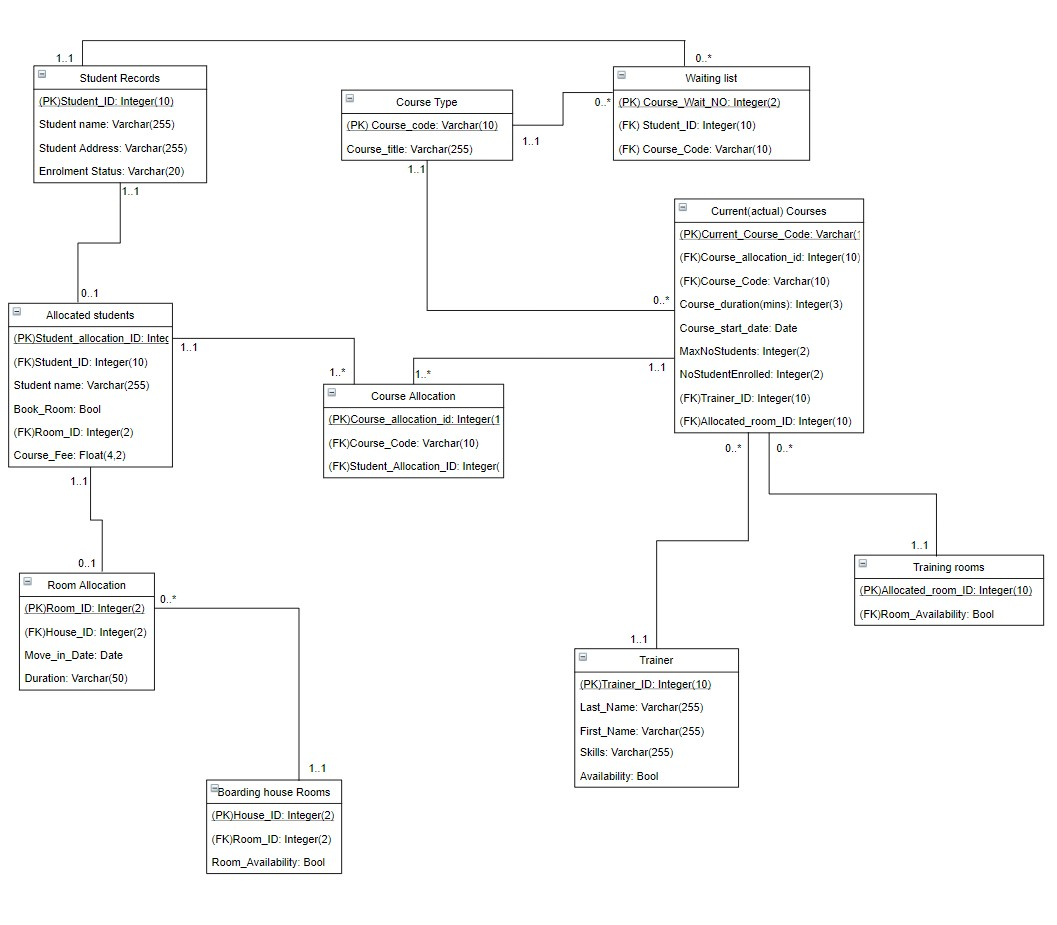 1..1
0..*
Student Records
(PK)Student_ID: Integer(10)
Student name: Varchar(255)
Student Address: Varchar(255)
Enrolment Status: Varchar(20)
1..1
Course Type
(PK) Course_code: Varchar(10)
Course_title: Varchar(255)
1..1
1..1
0..*
Waiting list
(PK) Course_Wait_NO: Integer(2)
(FK) Student_ID: Integer(10)
(FK) Course_Code: Varchar(10)
Current(actual) Courses
(PK)Current_Course_Code: Varchar(1
(FK)Course_allocation_id: Integer(10)
(FK)Course_Code: Varchar(10)
Course_duration(mins): Integer(3)
Course_start_date: Date
MaxNoStudents: Integer(2)
NoStudentEnrolled: Integer(2)
(FK)Trainer_ID: Integer(10)
(FK)Allocated_room_ID: Integer(10)
0..*
1..1
0..*
0..*
0..1
Allocated students
(PK)Student_allocation_ID: Integ
(FK)Student_ID: Integer(10)
Student name: Varchar(255)
Book_Room: Bool
(FK)Room_ID: Integer(2)
Course_Fee: Float(4,2)
1..1
1..1
1..*
1..*
Course Allocation
(PK)Course_allocation_id: Integer(1
(FK)Course_Code: Varchar(10)
(FK)Student_Allocation_ID: Integer(
0..1
Room Allocation
(PK)Room_ID: Integer(2)
(FK)House_ID: Integer(2)
Move_in_Date: Date
Duration: Varchar(50)
0..*
1..1
Training rooms
(PK)Allocated_room_ID: Integer(10)
(FK)Room_Availability: Bool
1..1
Trainer
(PK)Trainer_ID: Integer(10)
Last_Name: Varchar(255)
First_Name: Varchar(255)
Skills: Varchar(255)
Availability: Bool
1..1
Boarding house Rooms
(PK)House_ID: Integer(2)
(FK)Room_ID: Integer(2)
Room_Availability: Bool